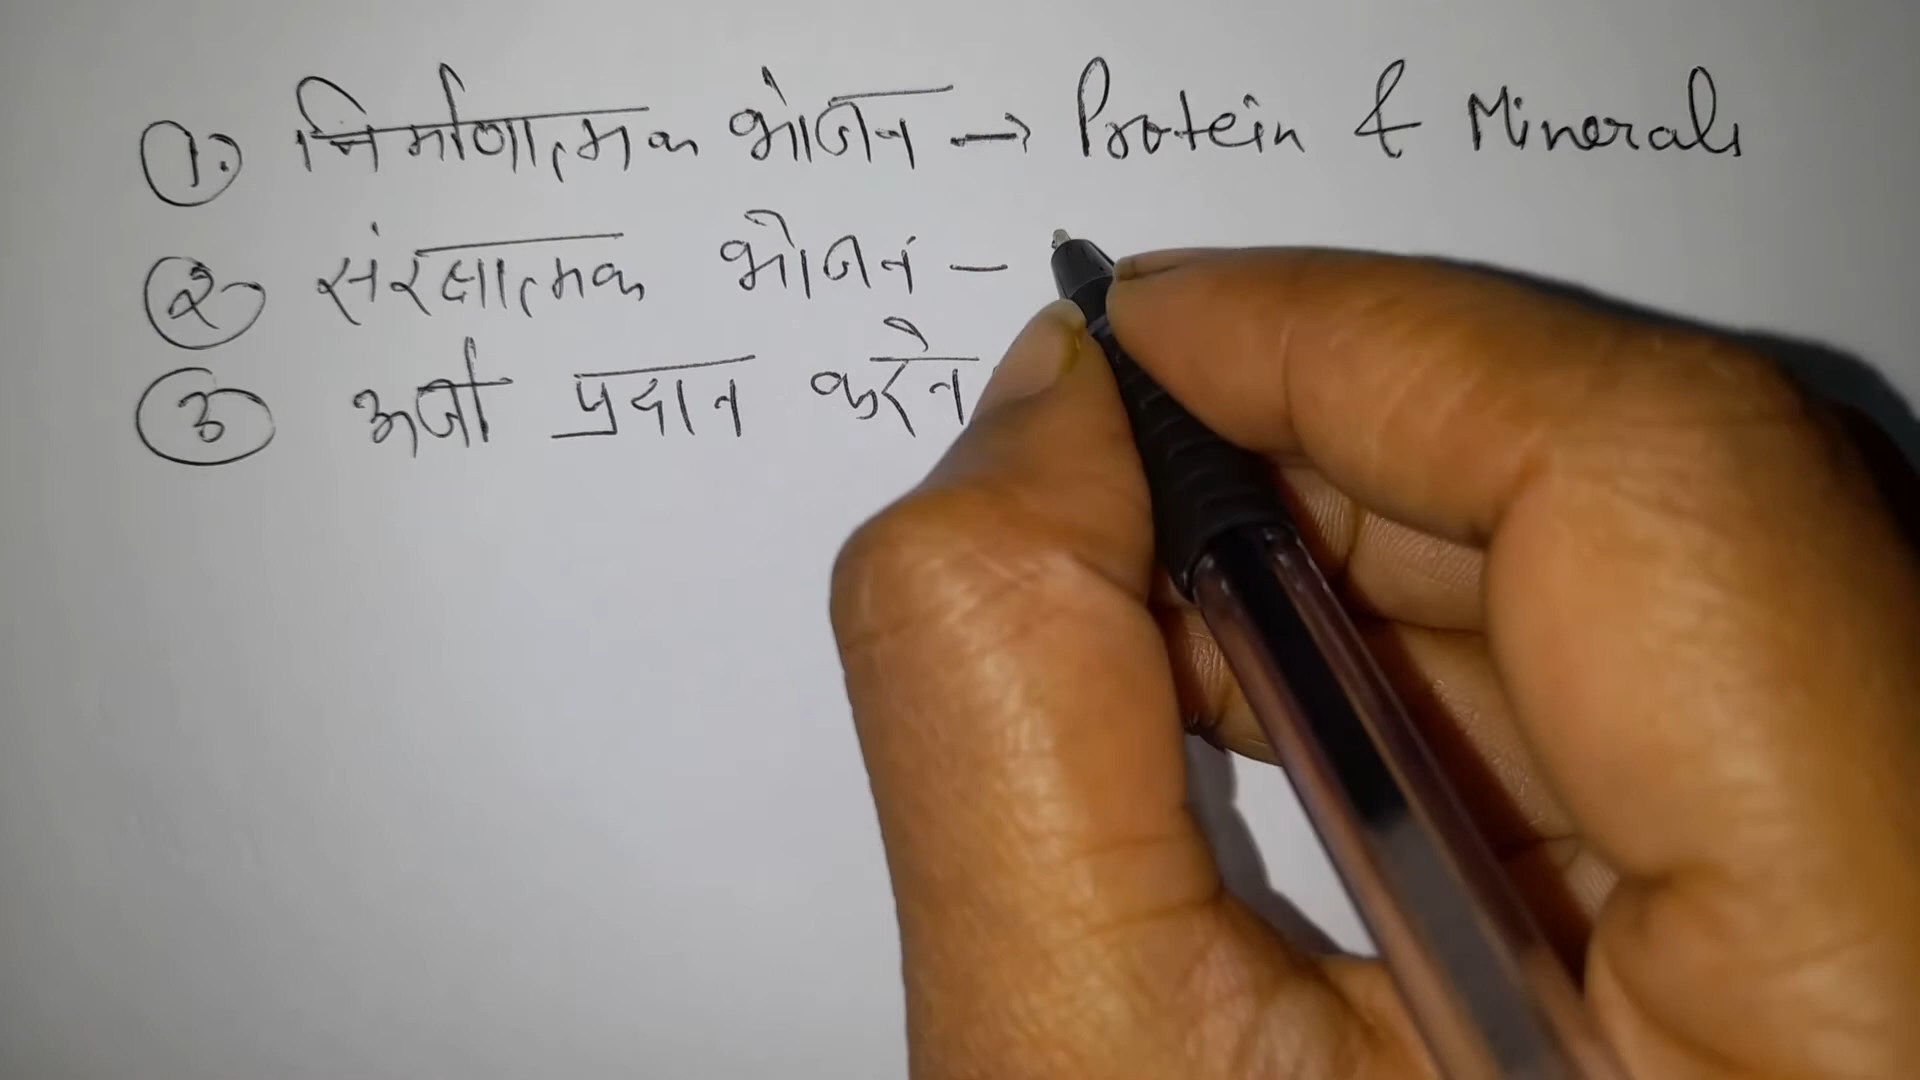 1. निर्माणात्मक भोजन → Protein & Minerals
2 संरक्षात्मक भोजन –
3 ऊर्जा प्रदान करने